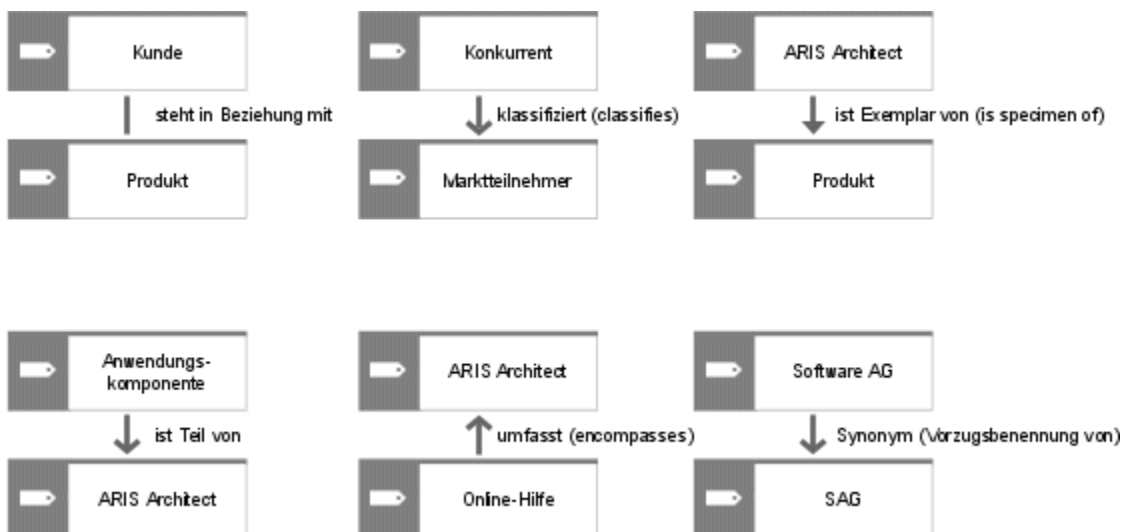 Kunde
Konkurrent
ARIS Architect
steht in Beziehung mit
klassifiziert (classifies)
ist Exemplar von (is specimen of)
Produkt
Marktteilnehmer
Produkt
Anwendungs-
komponente
ARIS Architect
Software AG
ist Teil von
umfasst (encompasses)
Synonym (Vorzugsbenennung von)
ARIS Architect
Online-Hilfe
SAG